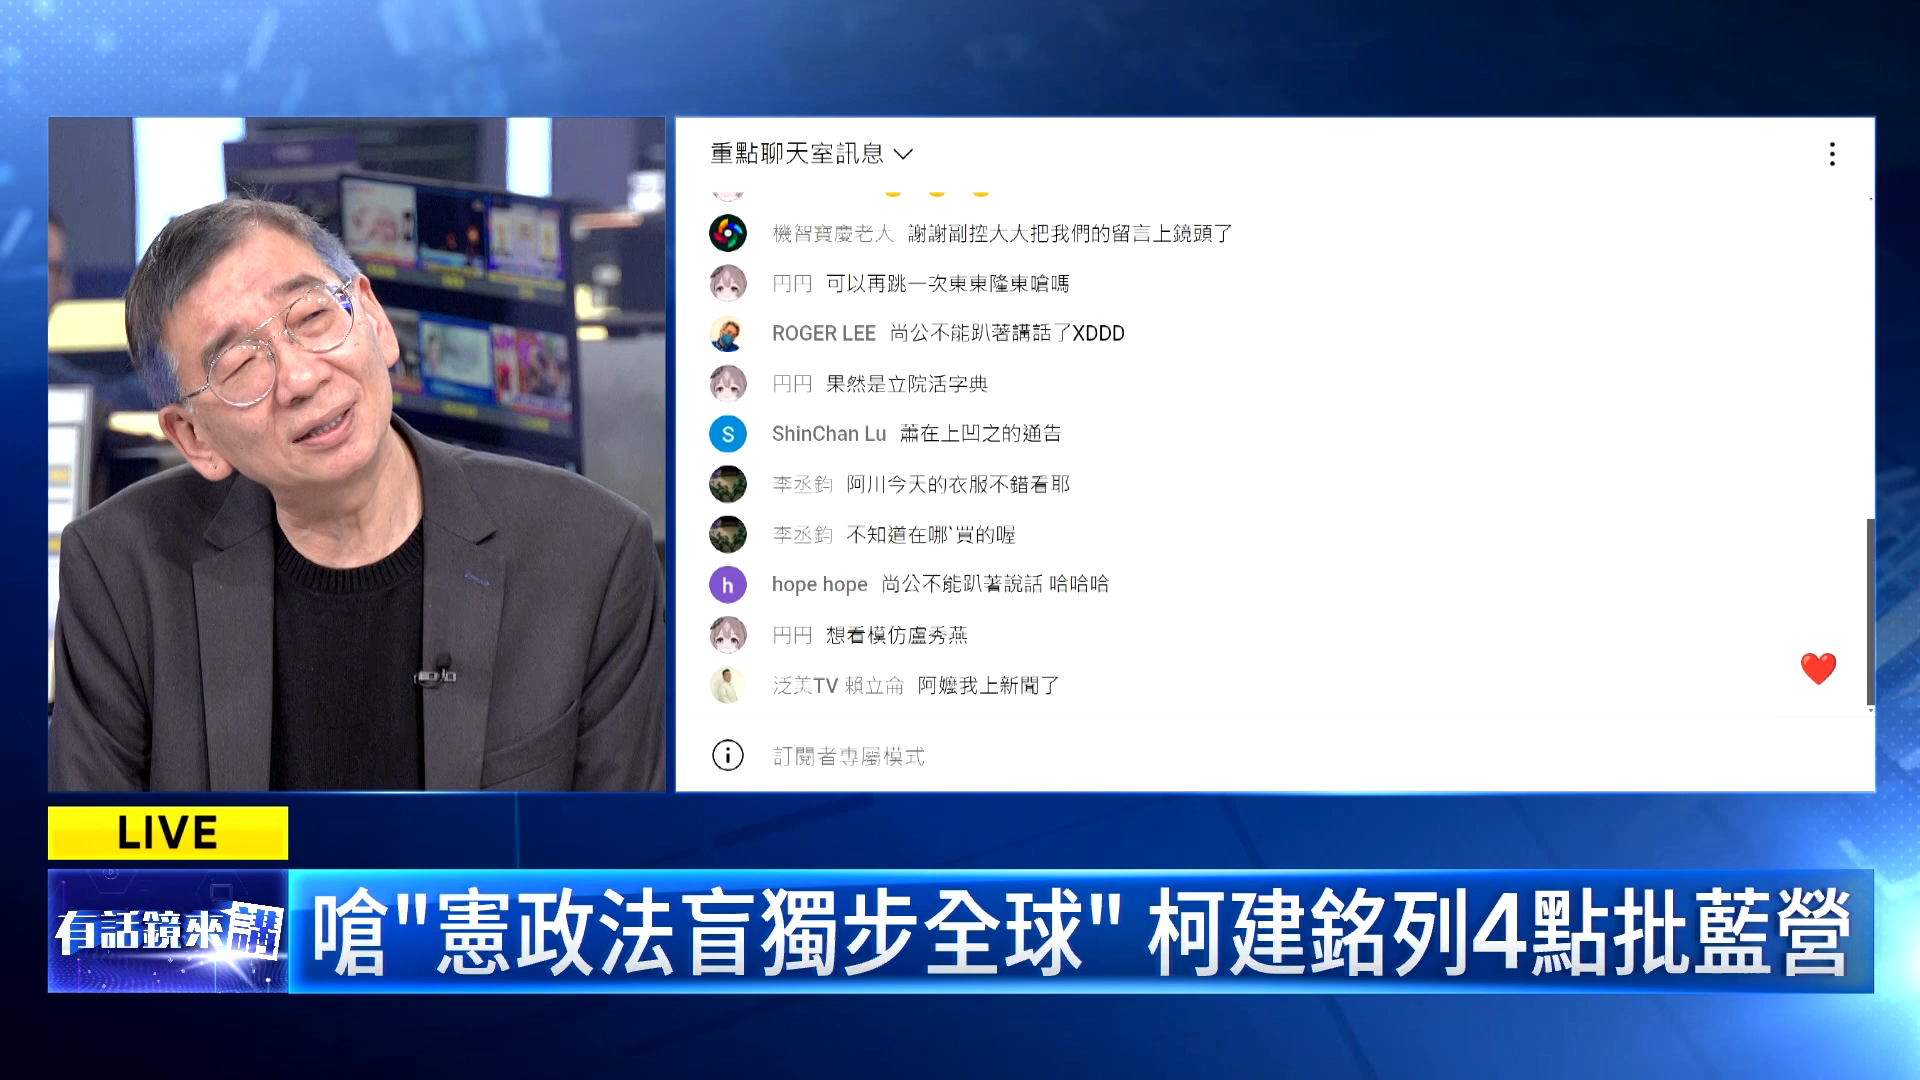 重點聊天室訊息
機智寶慶老大 謝謝副控大大把我們的留言上鏡頭了
円円 可以再跳一次東東隆東嗆嗎
ROGER LEE 尚公不能趴著講話了XDDD
円円 果然是立院活字典
ShinChan Lu 蕭在上凹之的通告
李丞鈞 阿川今天的衣服不錯看耶
李丞鈞 不知道在哪ˋ買的喔
hope hope 尚公不能趴著說話 哈哈哈
円円 想看模仿盧秀燕
泛美TV 賴立侖 阿嬤我上新聞了
訂閱者專屬模式
LIVE
有話鏡來講
嗆"憲政法盲獨步全球" 柯建銘列4點批藍營